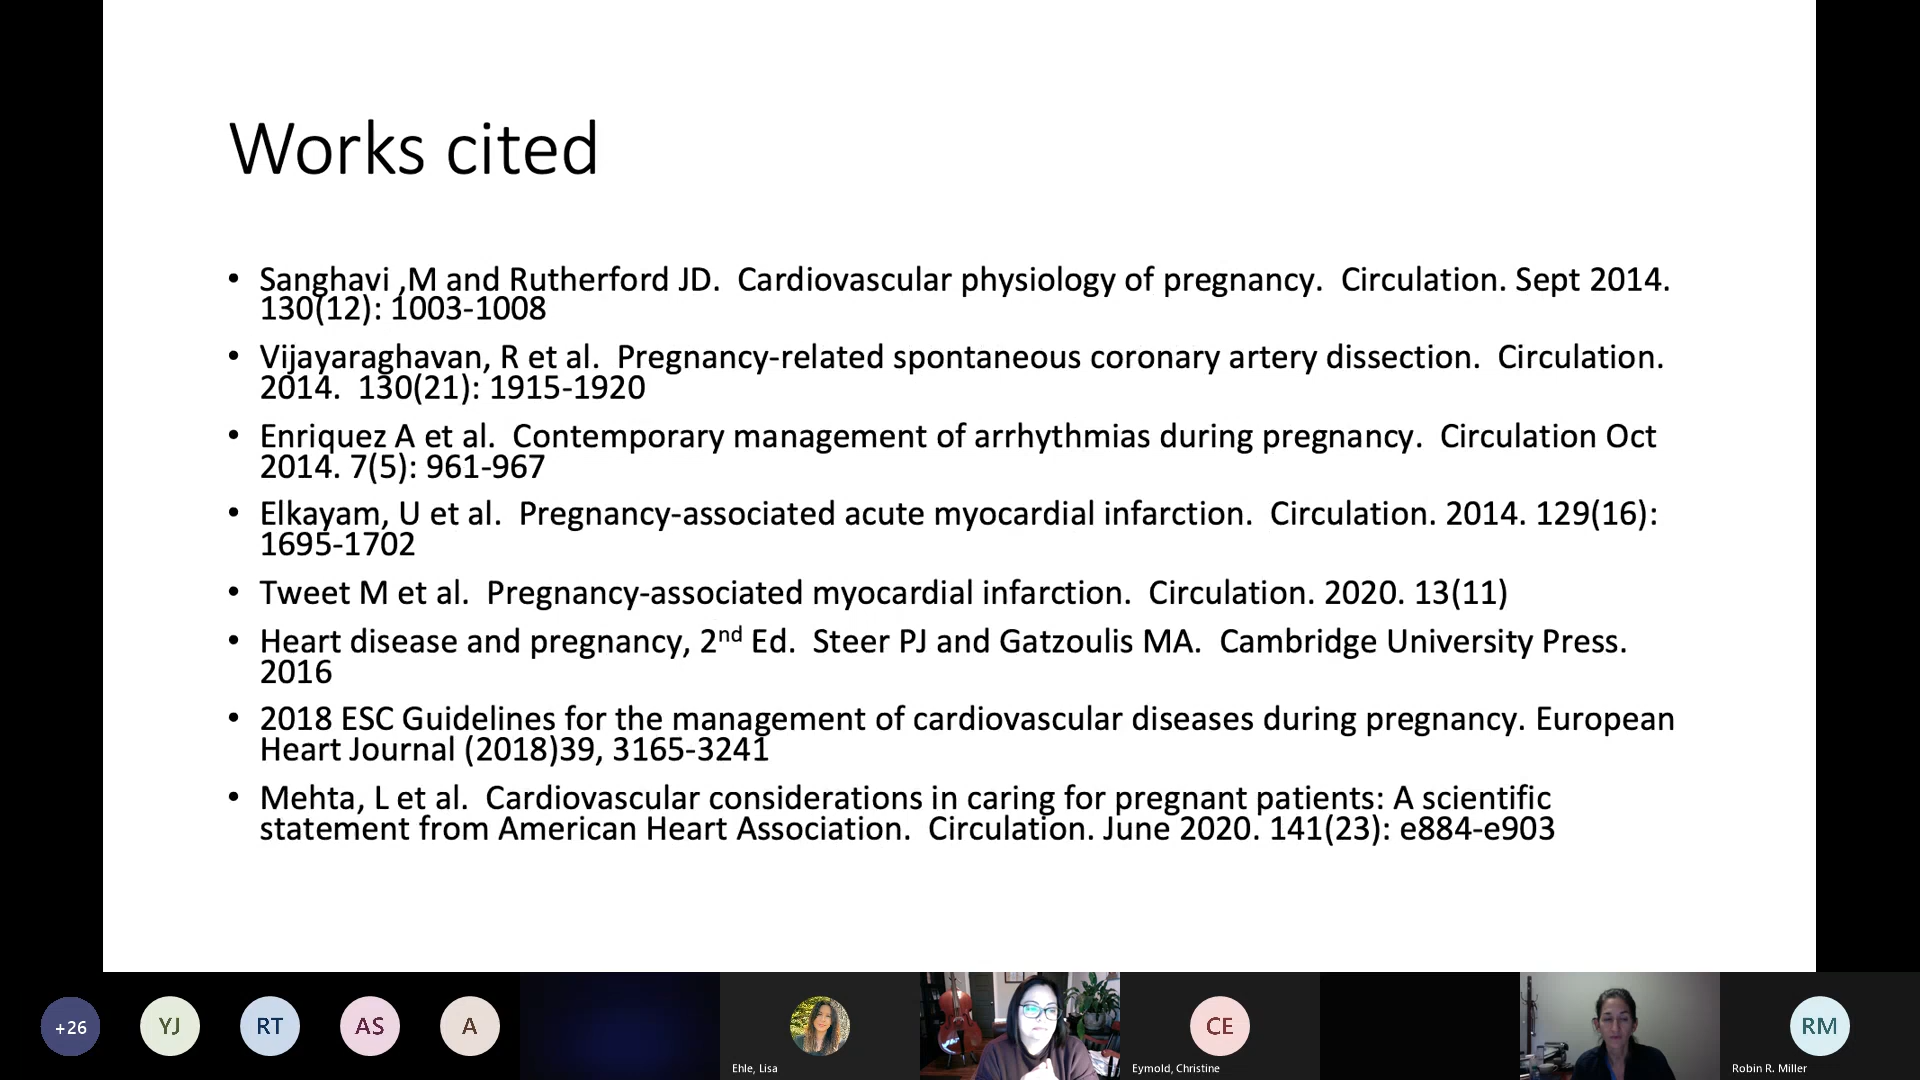 Works cited
• Sanghavi ,M and Rutherford JD.  Cardiovascular physiology of pregnancy.  Circulation. Sept 2014.
130(12): 1003-1008
• Vijayaraghavan, R et al.  Pregnancy-related spontaneous coronary artery dissection.  Circulation.
2014.  130(21): 1915-1920
• Enriquez A et al.  Contemporary management of arrhythmias during pregnancy.  Circulation Oct
2014. 7(5): 961-967
• Elkayam, U et al.  Pregnancy-associated acute myocardial infarction.  Circulation. 2014. 129(16):
1695-1702
• Tweet M et al.  Pregnancy-associated myocardial infarction.  Circulation. 2020. 13(11)
• Heart disease and pregnancy, 2nd Ed.  Steer PJ and Gatzoulis MA.  Cambridge University Press.
2016
• 2018 ESC Guidelines for the management of cardiovascular diseases during pregnancy. European
Heart Journal (2018)39, 3165-3241
• Mehta, L et al.  Cardiovascular considerations in caring for pregnant patients: A scientific
statement from American Heart Association.  Circulation. June 2020. 141(23): e884-e903
+26 YJ RT AS A CE RM
Ehle, Lisa Eymold, Christine Robin R. Miller